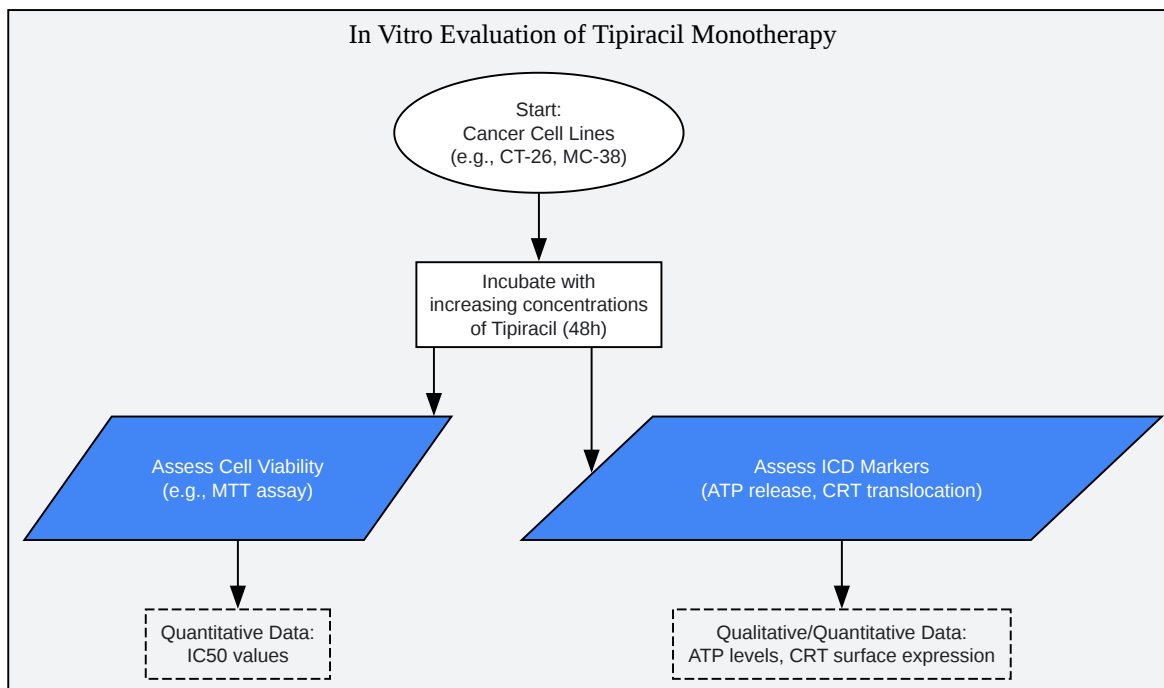 In Vitro Evaluation of Tipiracil Monotherapy
Start:
Cancer Cell Lines
(e.g., CT-26, MC-38)
Incubate with
increasing concentrations
of Tipiracil (48h)
Assess Cell Viability
(e.g., MTT assay)
Assess ICD Markers
(ATP release, CRT translocation)
Quantitative Data:
IC50 values
Qualitative/Quantitative Data:
ATP levels, CRT surface expression